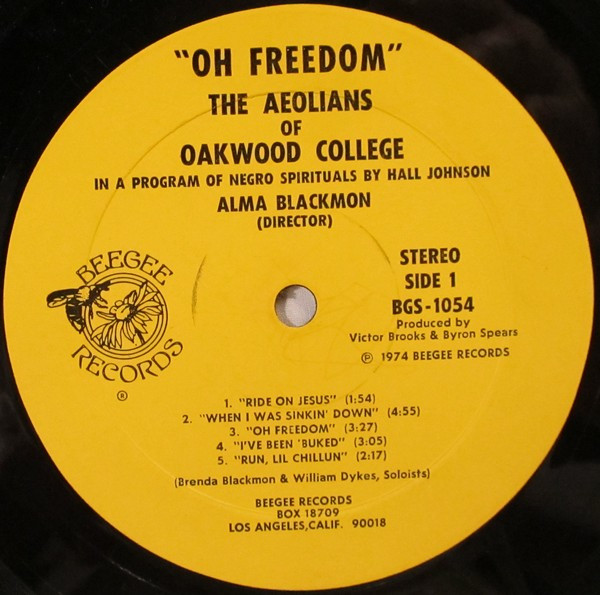 "OH FREEDOM"
THE AEOLIANS
OF
OAKWOOD COLLEGE
IN A PROGRAM OF NEGRO SPIRITUALS BY HALL JOHNSON
ALMA BLACKMON
(DIRECTOR)
BEEGEE
RECORDS
®
STEREO
SIDE 1
BGS-1054
Produced by
Victor Brooks & Byron Spears
℗ 1974 BEEGEE RECORDS
1. "RIDE ON JESUS" (1:54)
2. "WHEN I WAS SINKIN' DOWN" (4:55)
3. "OH FREEDOM" (3:27)
4. "I'VE BEEN 'BUKED" (3:05)
5. "RUN, LIL CHILLUN" (2:17)
(Brenda Blackmon & William Dykes, Soloists)
BEEGEE RECORDS
BOX 18709
LOS ANGELES,CALIF. 90018